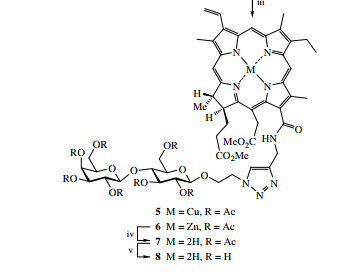 iii
N
N
M
N
N
H
Me
H
MeO₂C
CO₂Me
HN
O
OR
RO
RO
O
OR
O
OR
O
RO
OR
O
O
N
N
N
5 M = Cu, R = Ac
6 M = Zn, R = Ac
iv
7 M = 2H, R = Ac
v
8 M = 2H, R = H